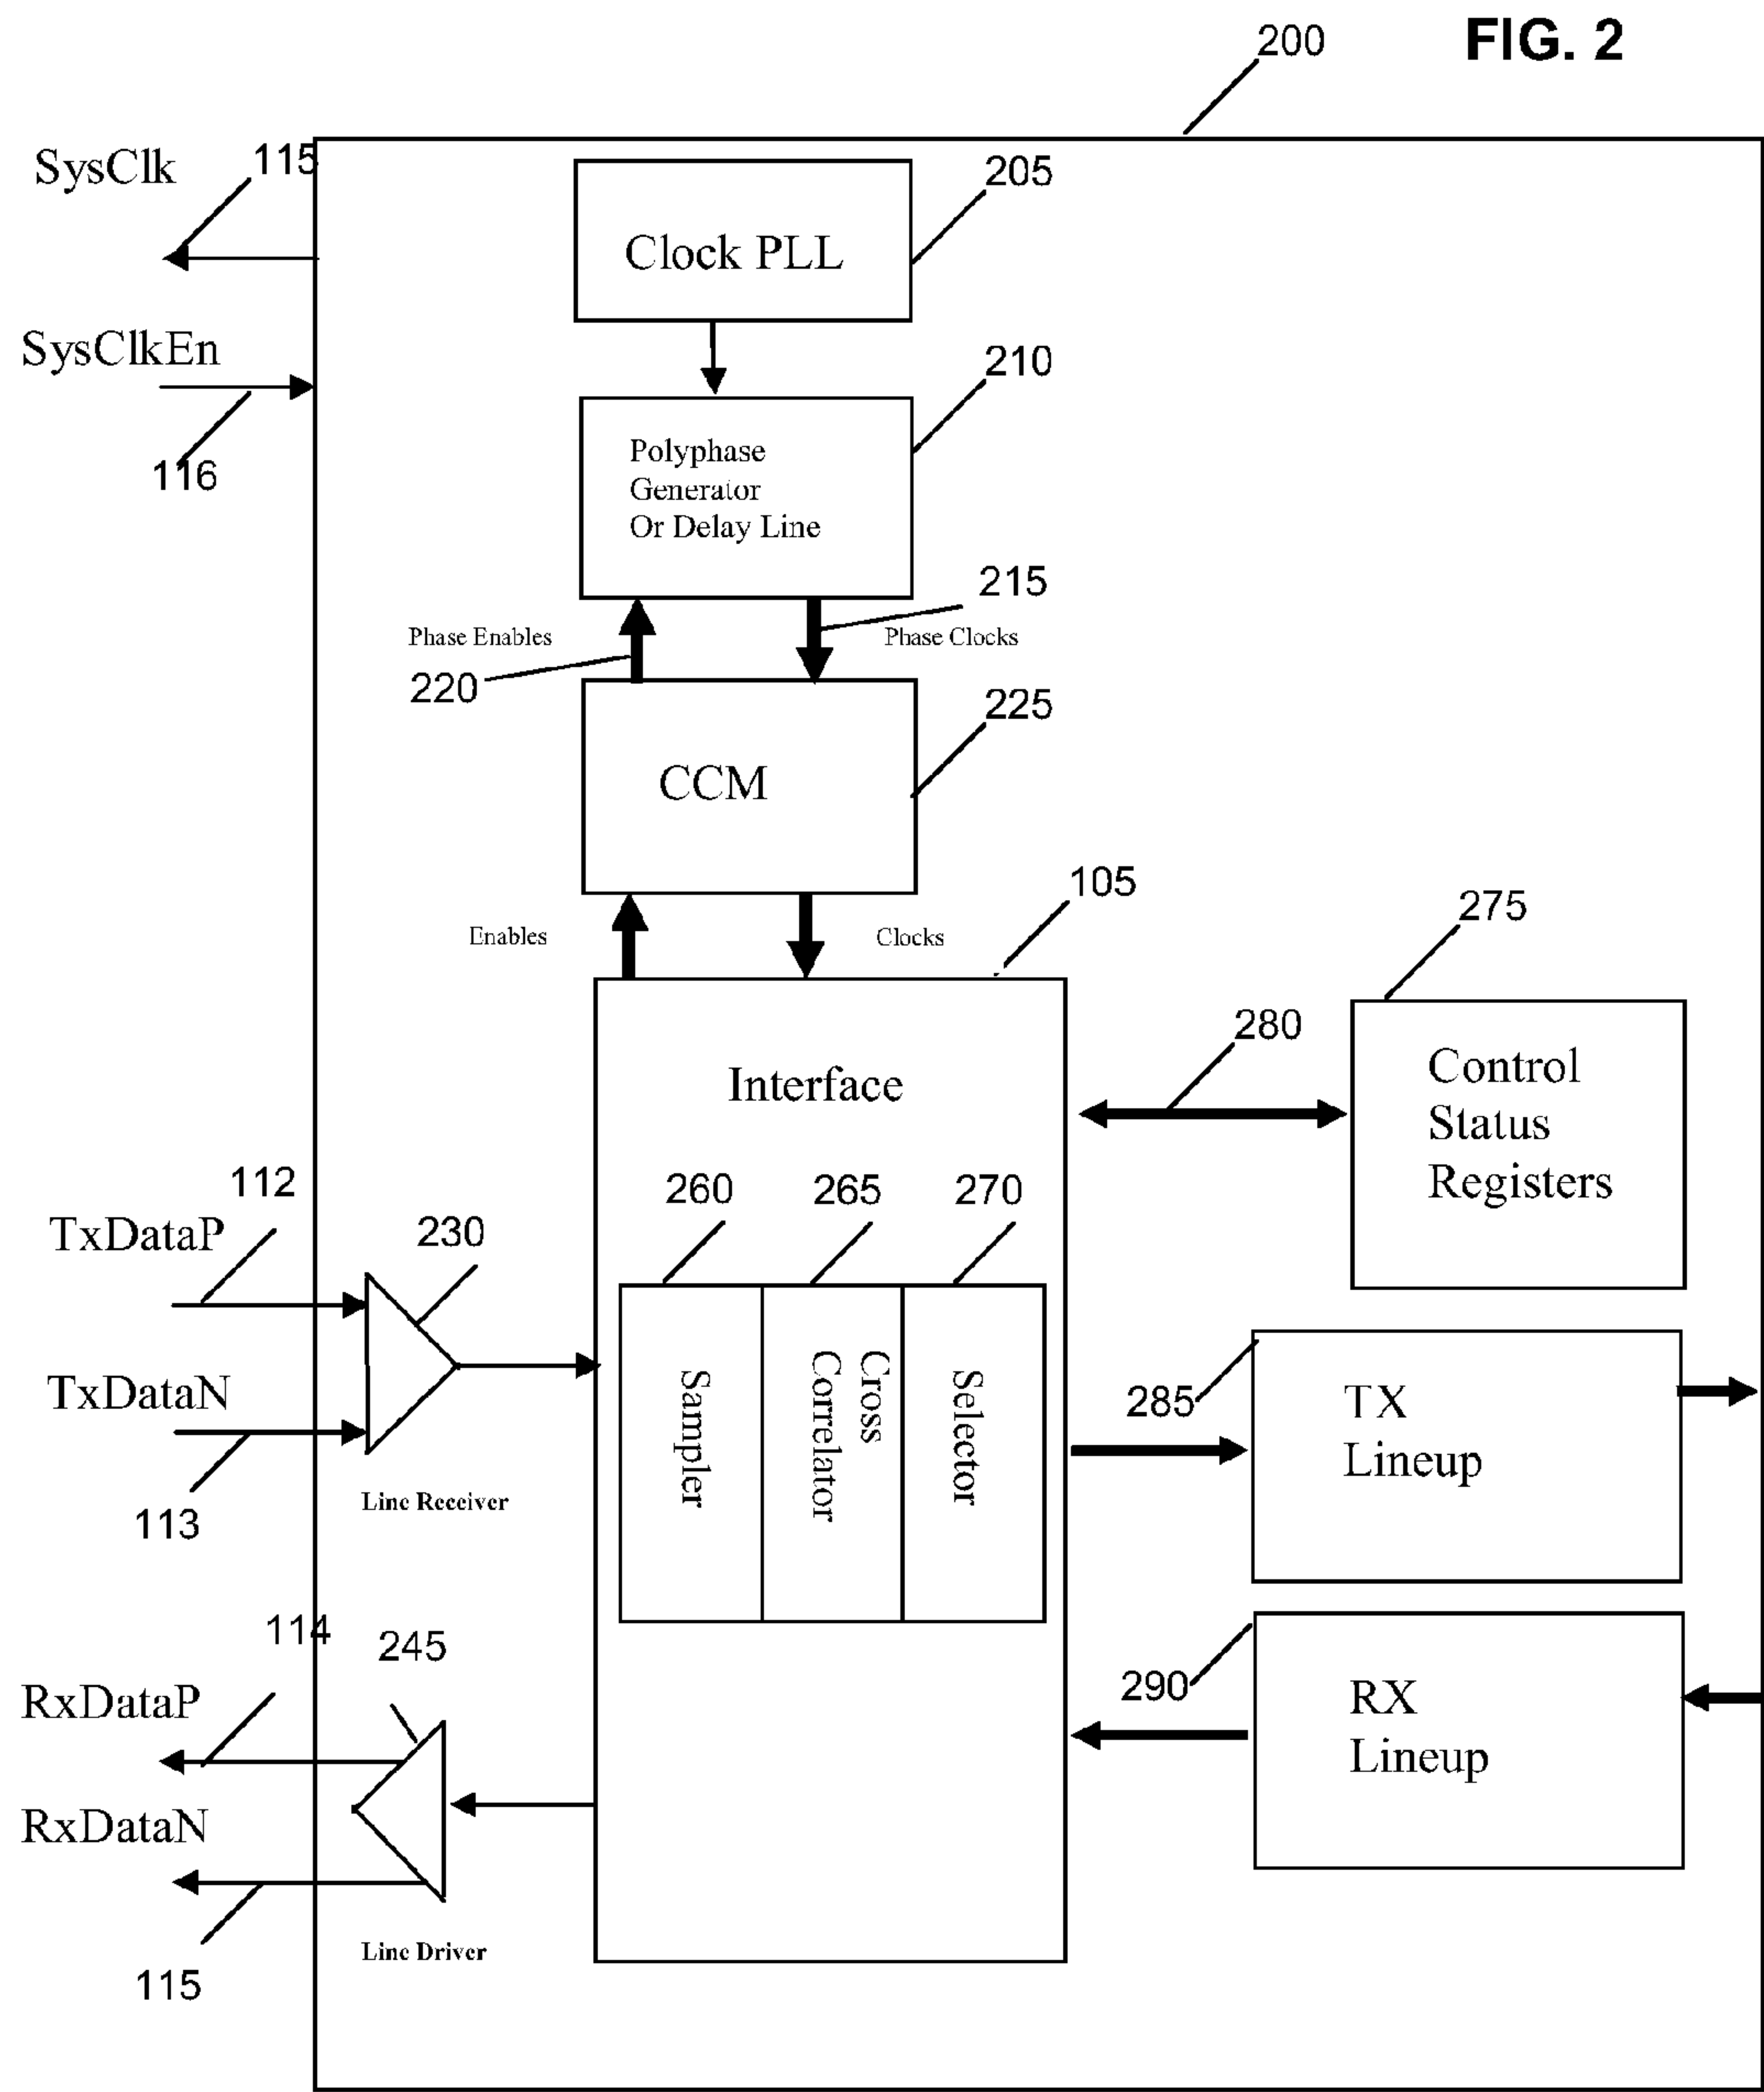 FIG. 2
200
SysClk
115
205
Clock PLL
SysClkEn
116
210
Polyphase
Generator
Or Delay Line
215
Phase Enables
Phase Clocks
220
225
CCM
105
Enables
Clocks
275
280
Interface
Control
Status
Registers
112
TxDataP
230
260
265
270
TxDataN
113
Line Receiver
Sampler
Cross
Correlator
Selector
285
TX
Lineup
114
245
RxDataP
RxDataN
115
Line Driver
290
RX
Lineup